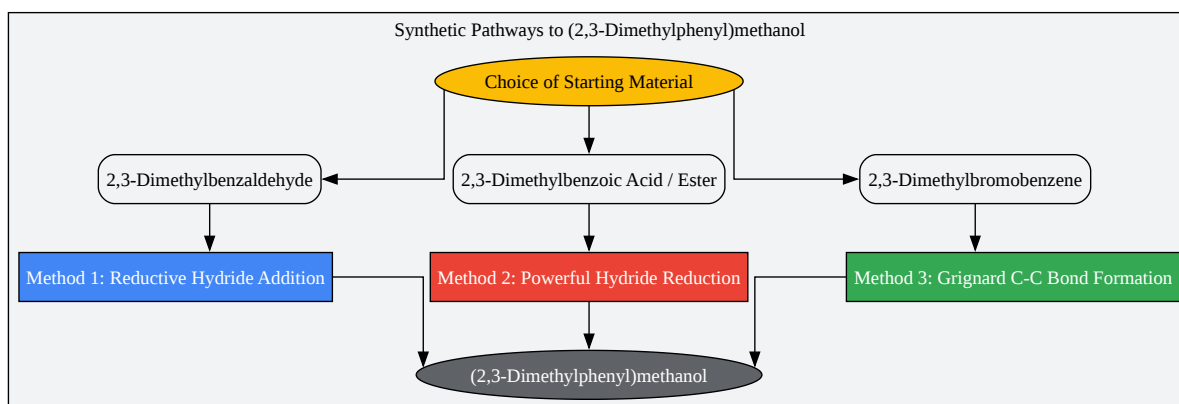 Synthetic Pathways to (2,3-Dimethylphenyl)methanol
Choice of Starting Material
2,3-Dimethylbenzaldehyde
2,3-Dimethylbenzoic Acid / Ester
2,3-Dimethylbromobenzene
Method 1: Reductive Hydride Addition
Method 2: Powerful Hydride Reduction
Method 3: Grignard C-C Bond Formation
(2,3-Dimethylphenyl)methanol